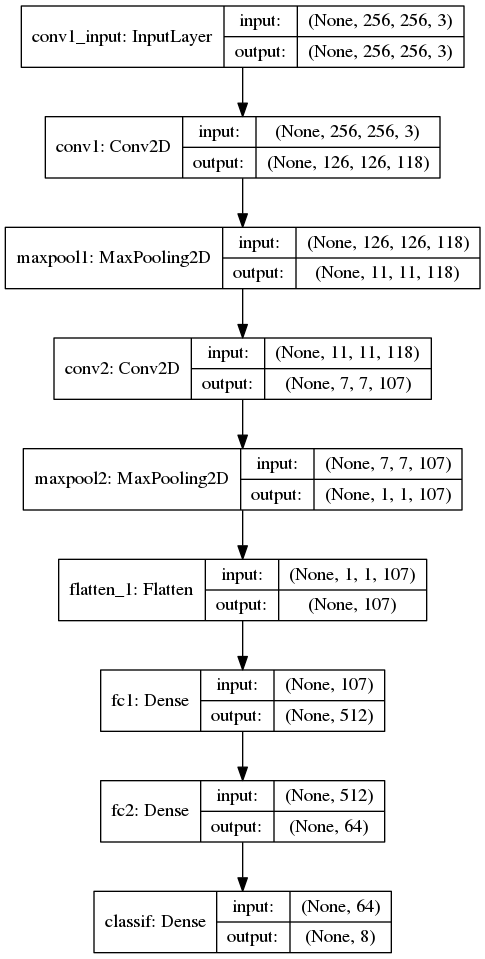 conv1_input: InputLayer
input: (None, 256, 256, 3)
output: (None, 256, 256, 3)
conv1: Conv2D
input: (None, 256, 256, 3)
output: (None, 126, 126, 118)
maxpool1: MaxPooling2D
input: (None, 126, 126, 118)
output: (None, 11, 11, 118)
conv2: Conv2D
input: (None, 11, 11, 118)
output: (None, 7, 7, 107)
maxpool2: MaxPooling2D
input: (None, 7, 7, 107)
output: (None, 1, 1, 107)
flatten_1: Flatten
input: (None, 1, 1, 107)
output: (None, 107)
fc1: Dense
input: (None, 107)
output: (None, 512)
fc2: Dense
input: (None, 512)
output: (None, 64)
classif: Dense
input: (None, 64)
output: (None, 8)